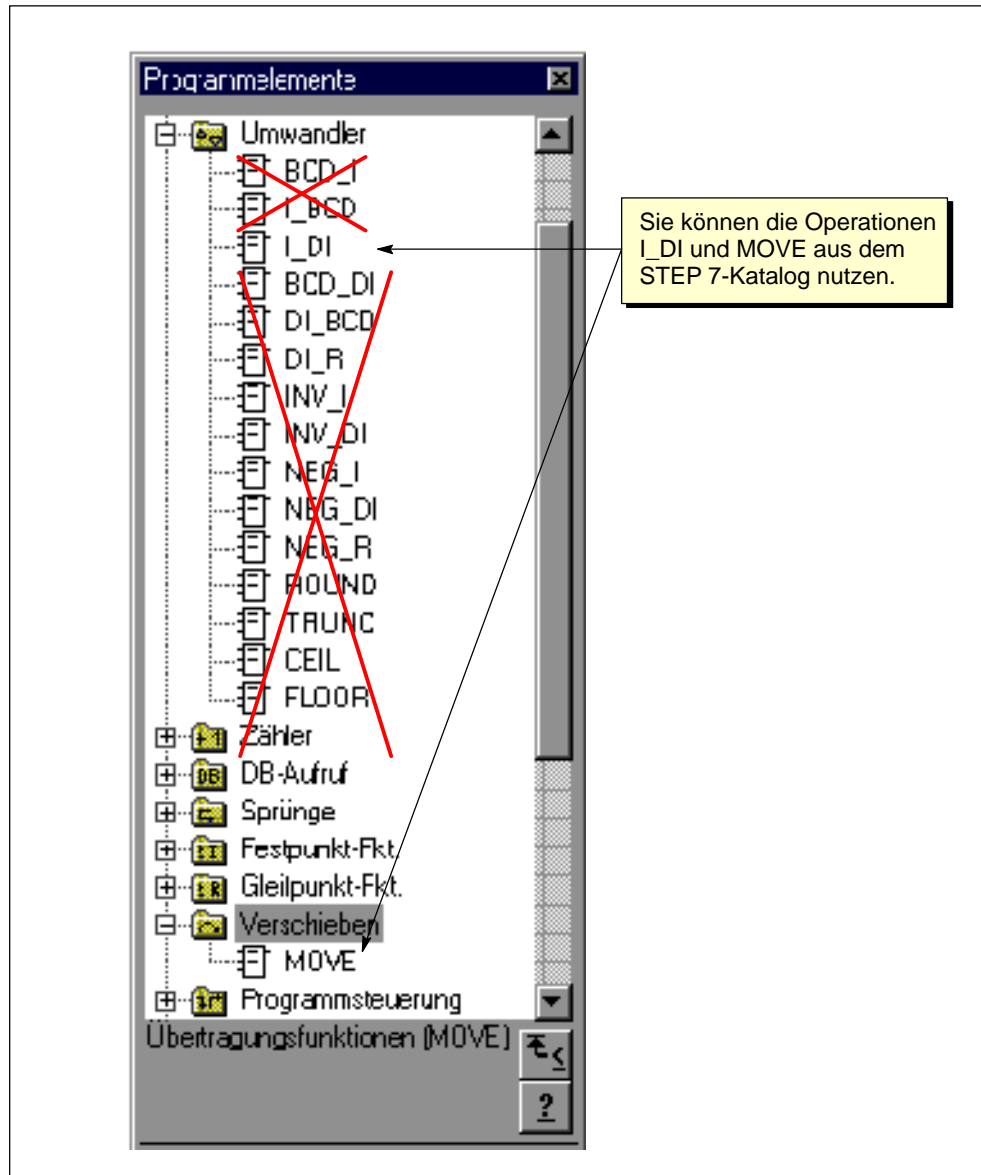 Programmelemente
Umwandler
BCD_I
I_BCD
I_DI
Sie können die Operationen
I_DI und MOVE aus dem
STEP 7-Katalog nutzen.
BCD_DI
DI_BCD
DI_R
INV_I
INV_DI
NEG_I
NEG_DI
NEG_R
ROUND
TRUNC
CEIL
FLOOR
Zähler
DB DB-Aufruf
Sprünge
Festpunkt-Fkt.
Gleitpunkt-Fkt.
Verschieben
MOVE
Programmsteuerung
Übertragungsfunktionen (MOVE)
?